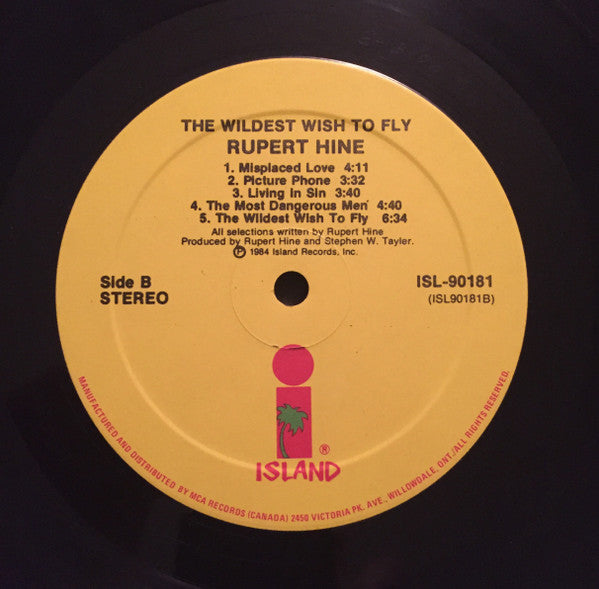 THE WILDEST WISH TO FLY
RUPERT HINE
1. Misplaced Love 4:11
2. Picture Phone 3:32
3. Living In Sin 3:40
4. The Most Dangerous Men 4:40
5. The Wildest Wish To Fly 6:34
All selections written by Rupert Hine
Produced by Rupert Hine and Stephen W. Tayler.
℗ 1984 Island Records, Inc.
Side B
STEREO
ISL-90181
(ISL90181B)
®
ISLAND
MANUFACTURED AND DISTRIBUTED BY MCA RECORDS (CANADA) 2450 VICTORIA PK. AVE., WILLOWDALE, ONT./ALL RIGHTS RESERVED.